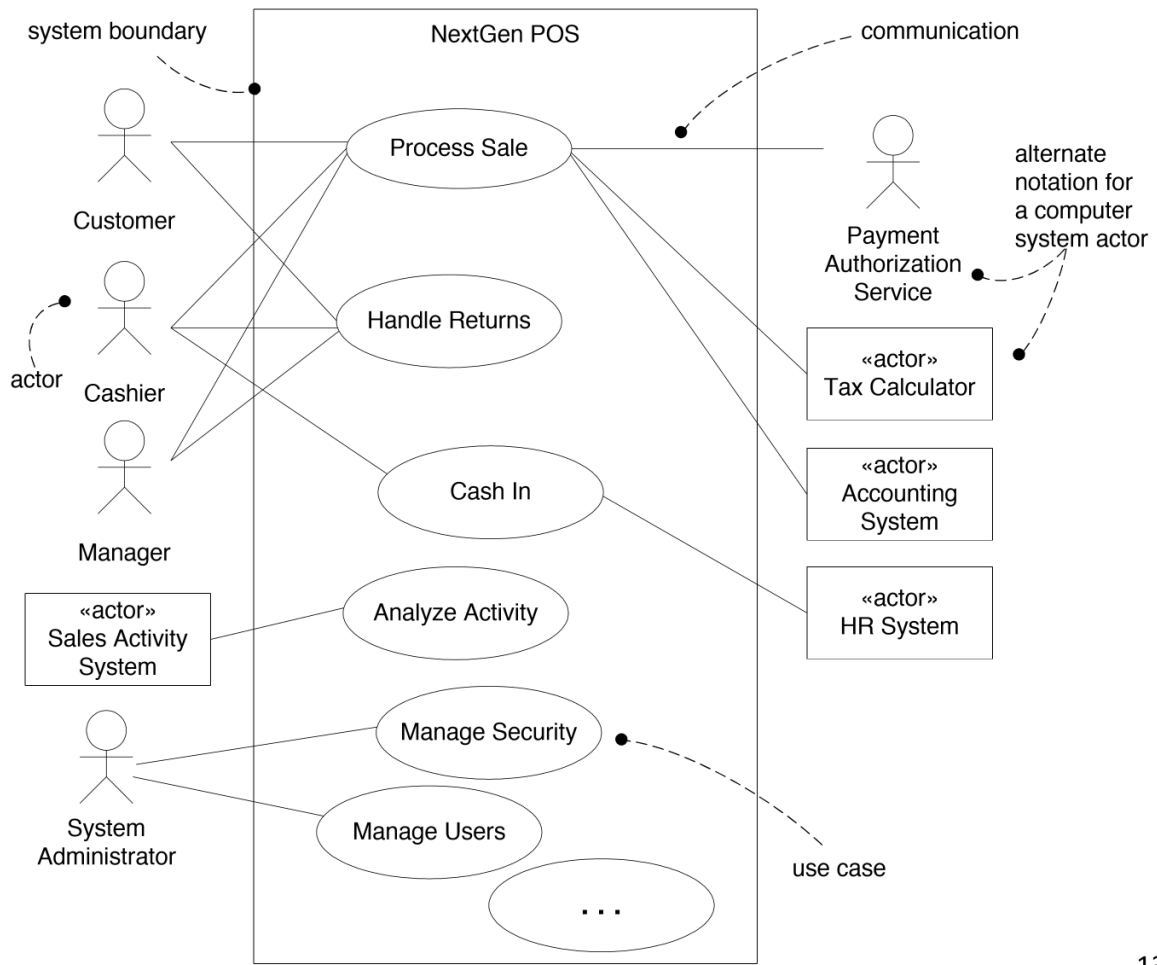 system boundary
NextGen POS
communication
Customer
Process Sale
alternate
notation for
a computer
system actor
Payment
Authorization
Service
actor
Cashier
Handle Returns
«actor»
Tax Calculator
Manager
Cash In
«actor»
Accounting
System
«actor»
Sales Activity
System
Analyze Activity
«actor»
HR System
System
Administrator
Manage Security
Manage Users
use case
. . .